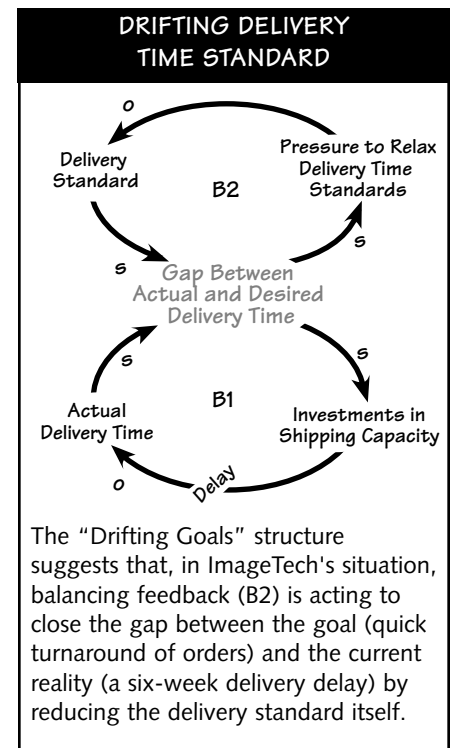 DRIFTING DELIVERY
TIME STANDARD
o
Delivery
Standard
Pressure to Relax
Delivery Time
Standards
B2
s
s
Gap Between
Actual and Desired
Delivery Time
s
s
B1
Actual
Delivery Time
Investments in
Shipping Capacity
o
Delay
The “Drifting Goals” structure
suggests that, in ImageTech's situation,
balancing feedback (B2) is acting to
close the gap between the goal (quick
turnaround of orders) and the current
reality (a six-week delivery delay) by
reducing the delivery standard itself.